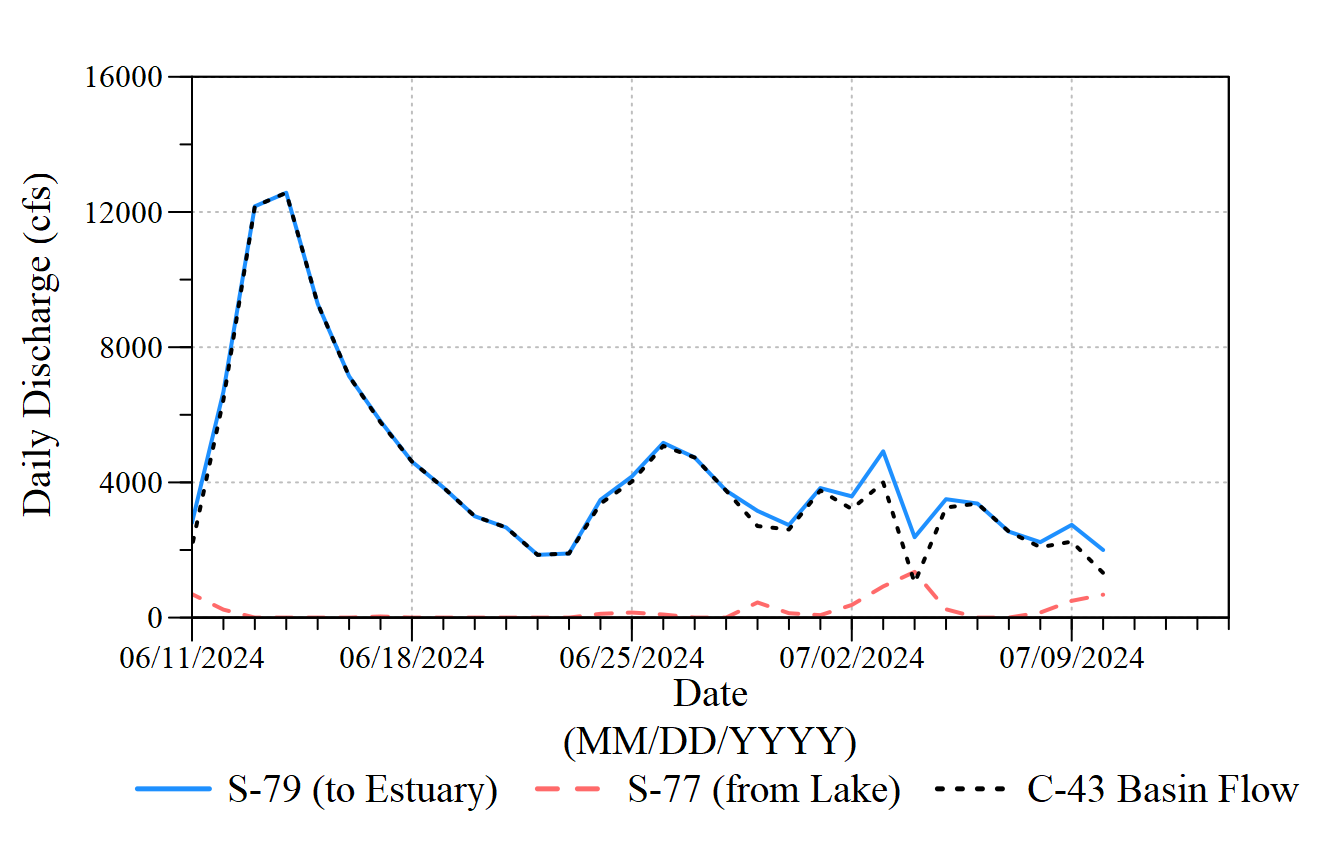 16000
12000
8000
4000
0
Daily Discharge (cfs)
06/11/2024 06/18/2024 06/25/2024 07/02/2024 07/09/2024
Date
(MM/DD/YYYY)
S-79 (to Estuary) S-77 (from Lake) C-43 Basin Flow